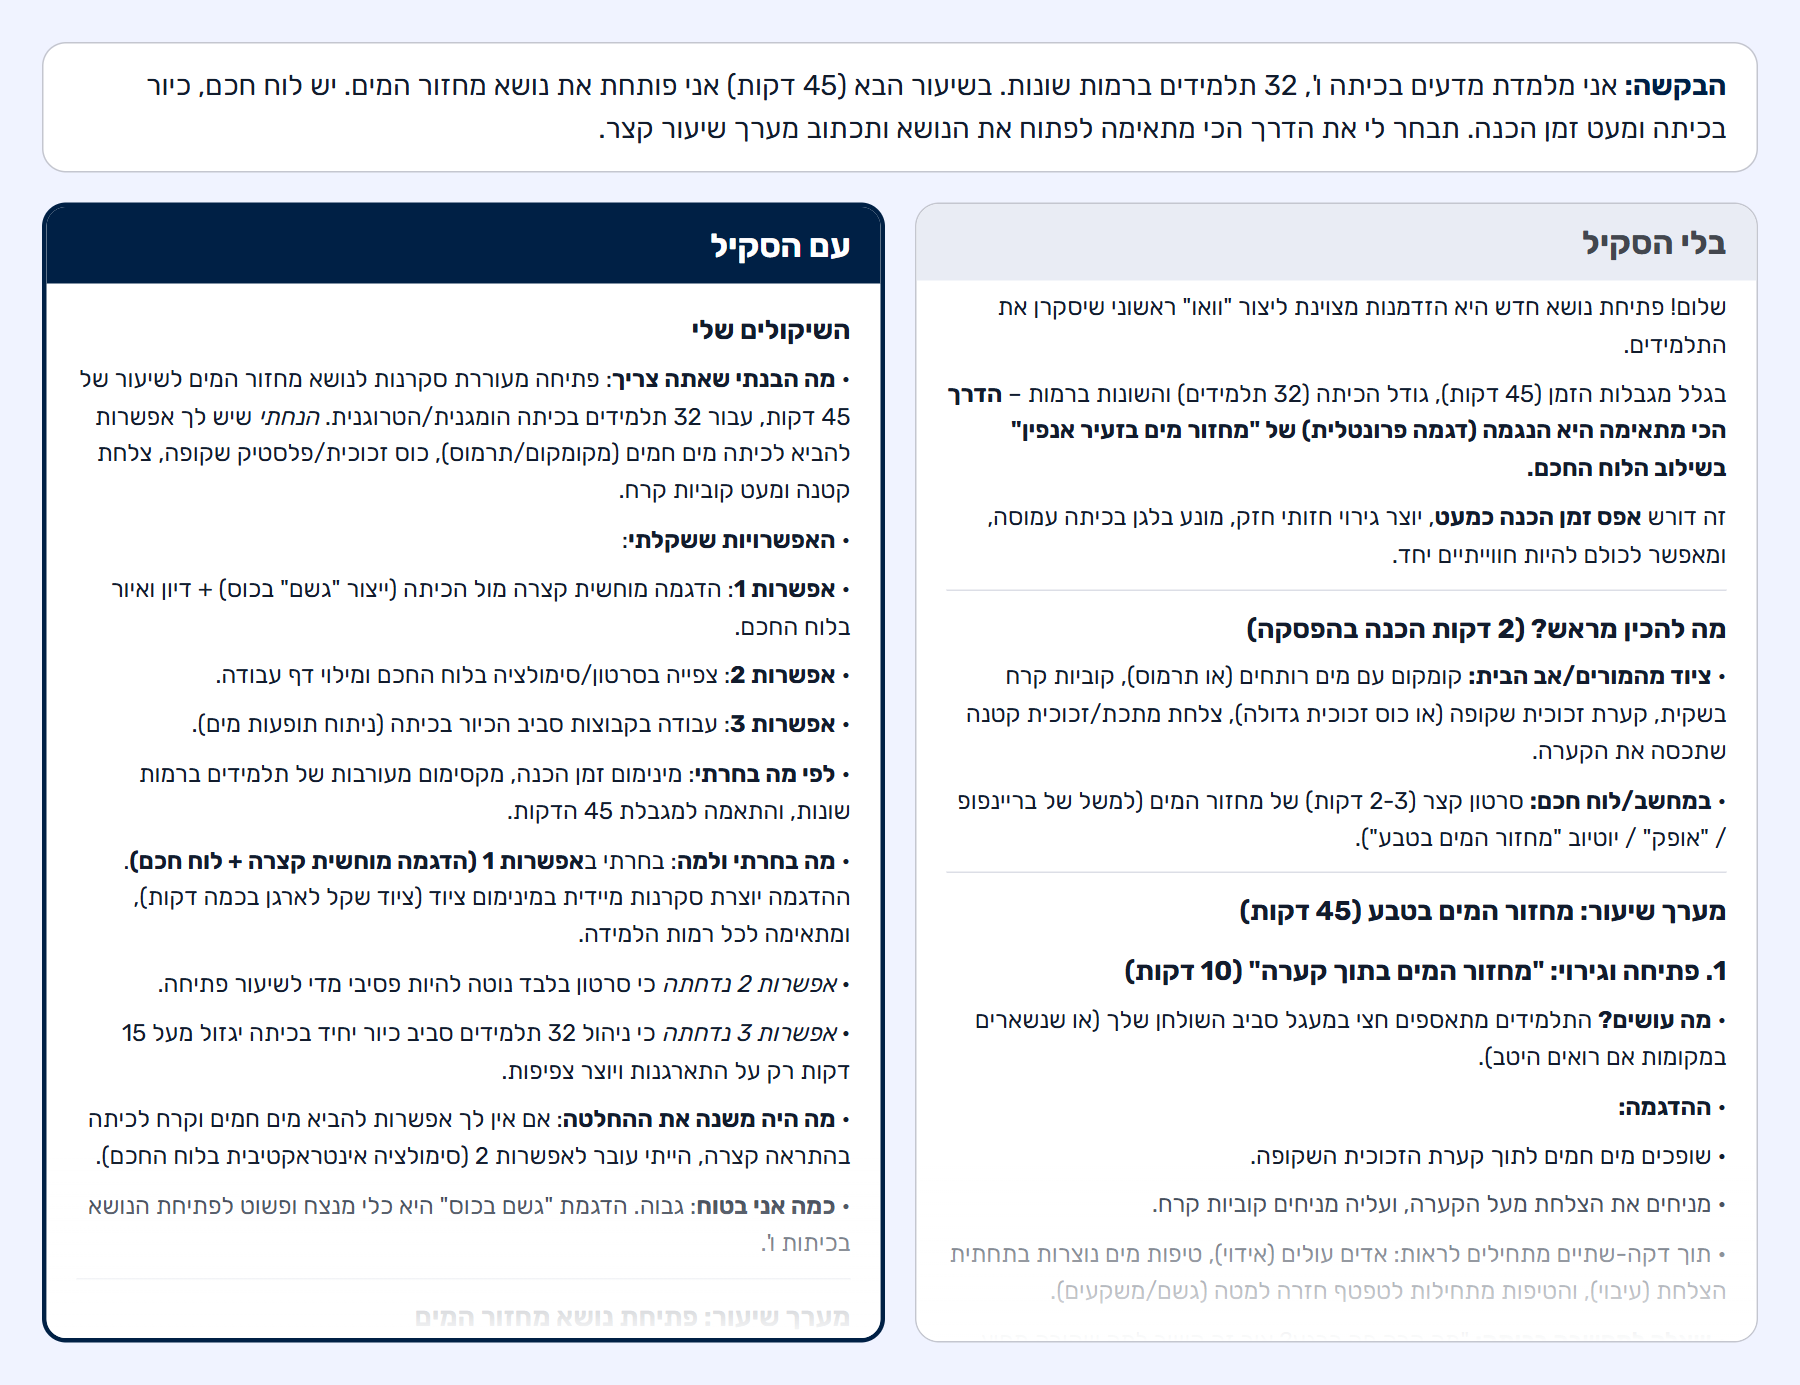 הבקשה: אני מלמדת מדעים בכיתה ו', 32 תלמידים ברמות שונות. בשיעור הבא (45 דקות) אני פותחת את נושא מחזור המים. יש לוח חכם, כיור
בכיתה ומעט זמן הכנה. תבחר לי את הדרך הכי מתאימה לפתוח את הנושא ותכתוב מערך שיעור קצר.
בלי הסקיל
שלום! פתיחת נושא חדש היא הזדמנות מצוינת ליצור "וואו" ראשוני שיסקרן את
התלמידים.
בגלל מגבלות הזמן (45 דקות), גודל הכיתה (32 תלמידים) והשונות ברמות – הדרך
הכי מתאימה היא הנגמה (דגמה פרונטלית) של "מחזור מים בזעיר אנפין"
בשילוב הלוח החכם.
זה דורש אפס זמן הכנה כמעט, יוצר גירוי חזותי חזק, מונע בלגן בכיתה עמוסה,
ומאפשר לכולם להיות חווייתיים יחד.
מה להכין מראש? (2 דקות הכנה בהפסקה)
• ציוד מהמורים/אב הבית: קומקום עם מים רותחים (או תרמוס), קוביות קרח
בשקית, קערת זכוכית שקופה (או כוס זכוכית גדולה), צלחת מתכת/זכוכית קטנה
שתכסה את הקערה.
• במחשב/לוח חכם: סרטון קצר (2-3 דקות) של מחזור המים (למשל של בריינפופ
/ "אופק" / יוטיוב "מחזור המים בטבע").
מערך שיעור: מחזור המים בטבע (45 דקות)
1. פתיחה וגירוי: "מחזור המים בתוך קערה" (10 דקות)
• מה עושים? התלמידים מתאספים חצי במעגל סביב השולחן שלך (או שנשארים
במקומות אם רואים היטב).
• ההדגמה:
• שופכים מים חמים לתוך קערת הזכוכית השקופה.
• מניחים את הצלחת מעל הקערה, ועליה מניחים קוביות קרח.
• תוך דקה-שתיים מתחילים לראות: אדים עולים (אידוי), טיפות מים נוצרות בתחתית
הצלחת (עיבוי), והטיפות מתחילות לטפטף חזרה למטה (גשם/משקעים).
עם הסקיל
השיקולים שלי
• מה הבנתי שאתה צריך: פתיחה מעוררת סקרנות לנושא מחזור המים לשיעור של
45 דקות, עבור 32 תלמידים בכיתה הומגנית/הטרוגנית. הנחתי שיש לך אפשרות
להביא לכיתה מים חמים (מקומקום/תרמוס), כוס זכוכית/פלסטיק שקופה, צלחת
קטנה ומעט קוביות קרח.
• האפשרויות ששקלתי:
• אפשרות 1: הדגמה מוחשית קצרה מול הכיתה (ייצור "גשם" בכוס) + דיון ואיור
בלוח החכם.
• אפשרות 2: צפייה בסרטון/סימולציה בלוח החכם ומילוי דף עבודה.
• אפשרות 3: עבודה בקבוצות סביב הכיור בכיתה (ניתוח תופעות מים).
• לפי מה בחרתי: מינימום זמן הכנה, מקסימום מעורבות של תלמידים ברמות
שונות, והתאמה למגבלת 45 הדקות.
• מה בחרתי ולמה: בחרתי באפשרות 1 (הדגמה מוחשית קצרה + לוח חכם).
ההדגמה יוצרת סקרנות מיידית במינימום ציוד (ציוד שקל לארגן בכמה דקות),
ומתאימה לכל רמות הלמידה.
• אפשרות 2 נדחתה כי סרטון בלבד נוטה להיות פסיבי מדי לשיעור פתיחה.
• אפשרות 3 נדחתה כי ניהול 32 תלמידים סביב כיור יחיד בכיתה יגזול מעל 15
דקות רק על התארגנות ויוצר צפיפות.
• מה היה משנה את ההחלטה: אם אין לך אפשרות להביא מים חמים וקרח לכיתה
בהתראה קצרה, הייתי עובר לאפשרות 2 (סימולציה אינטראקטיבית בלוח החכם).
• כמה אני בטוח: גבוה. הדגמת "גשם בכוס" היא כלי מנצח ופשוט לפתיחת הנושא
בכיתות ו'.
מערך שיעור: פתיחת נושא מחזור המים